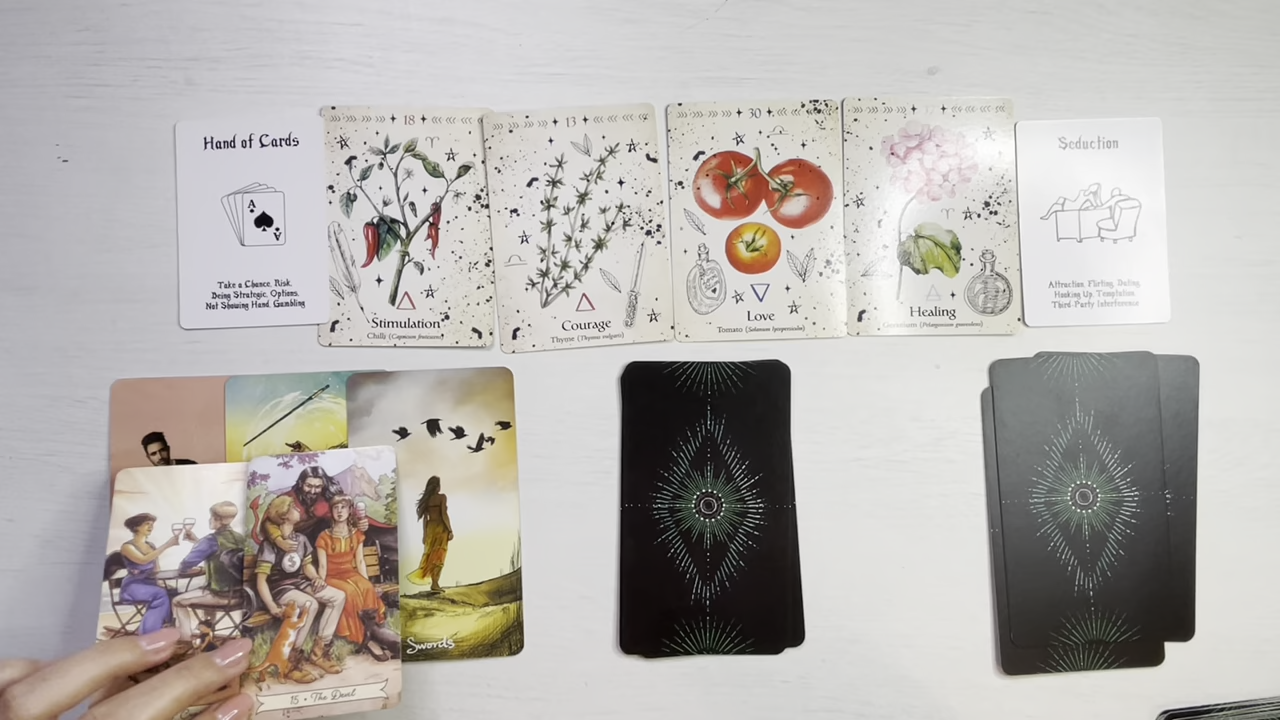 Hand of Cards
A
A
Take a Chance, Risk,
Being Strategic, Options,
Not Showing Hand, Gambling
18
Stimulation
Chilli (Capsicum frutescens)
13
Courage
Thyme (Thymus vulgaris)
30
Love
Tomato (Solanum lycopersicum)
Healing
Geranium (Pelargonium graveolens)
Seduction
Attraction, Flirting, Dating,
Hooking Up, Temptation,
Third-Party Interference
Swords
15 • The Devil